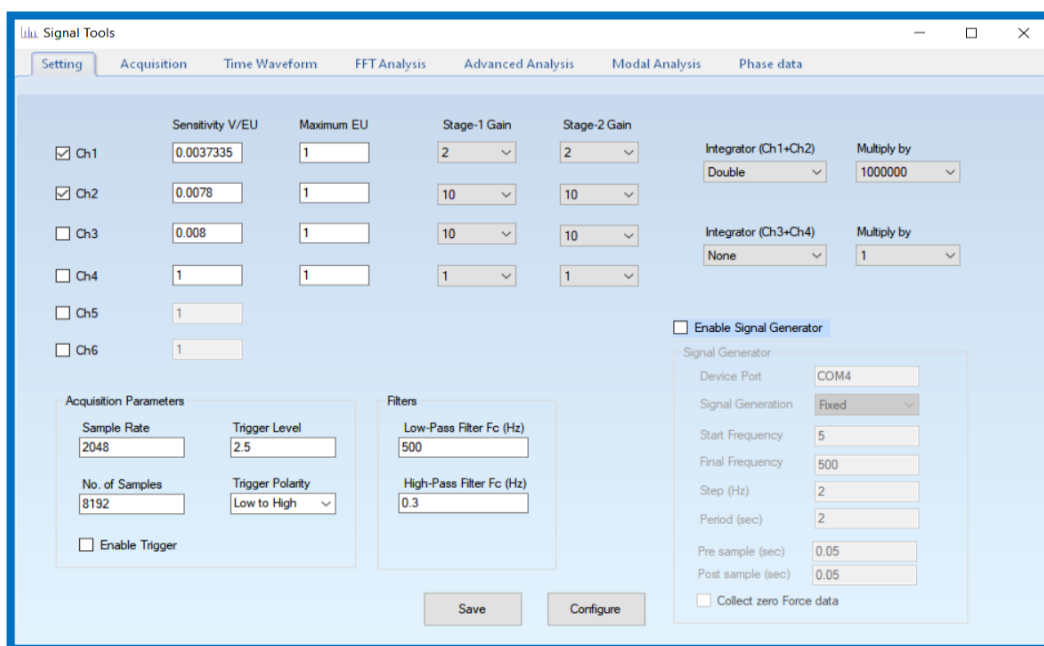 Signal Tools
Setting Acquisition Time Waveform FFT Analysis Advanced Analysis Modal Analysis Phase data
Sensitivity V/EU Maximum EU Stage-1 Gain Stage-2 Gain
Ch1 0.0037335 1 2 2
Integrator (Ch1+Ch2) Multiply by
Double 1000000
Ch2 0.0078 1 10 10
Ch3 0.008 1 10 10
Integrator (Ch3+Ch4) Multiply by
None 1
Ch4 1 1 1 1
Ch5 1
Ch6 1
Enable Signal Generator
Signal Generator
Device Port COM4
Signal Generation Fixed
Start Frequency 5
Final Frequency 500
Step (Hz) 2
Period (sec) 2
Pre sample (sec) 0.05
Post sample (sec) 0.05
Collect zero Force data
Acquisition Parameters
Sample Rate Trigger Level
2048 2.5
No. of Samples Trigger Polarity
8192 Low to High
Enable Trigger
Filters
Low-Pass Filter Fc (Hz)
500
High-Pass Filter Fc (Hz)
0.3
Save Configure